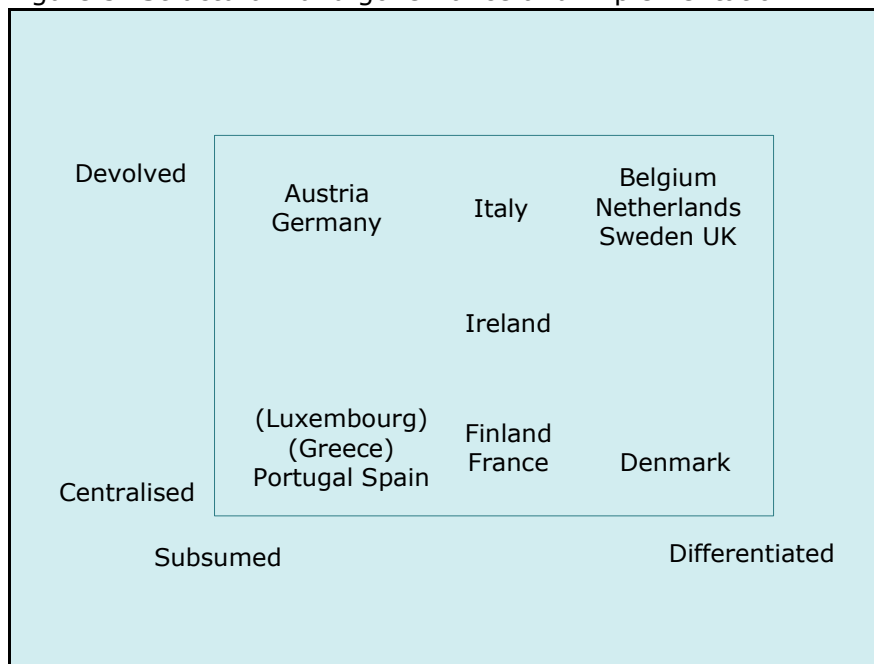 Devolved
Austria
Germany
Italy
Belgium
Netherlands
Sweden UK
Ireland
(Luxembourg)
(Greece)
Portugal Spain
Finland
France
Denmark
Centralised
Subsumed
Differentiated